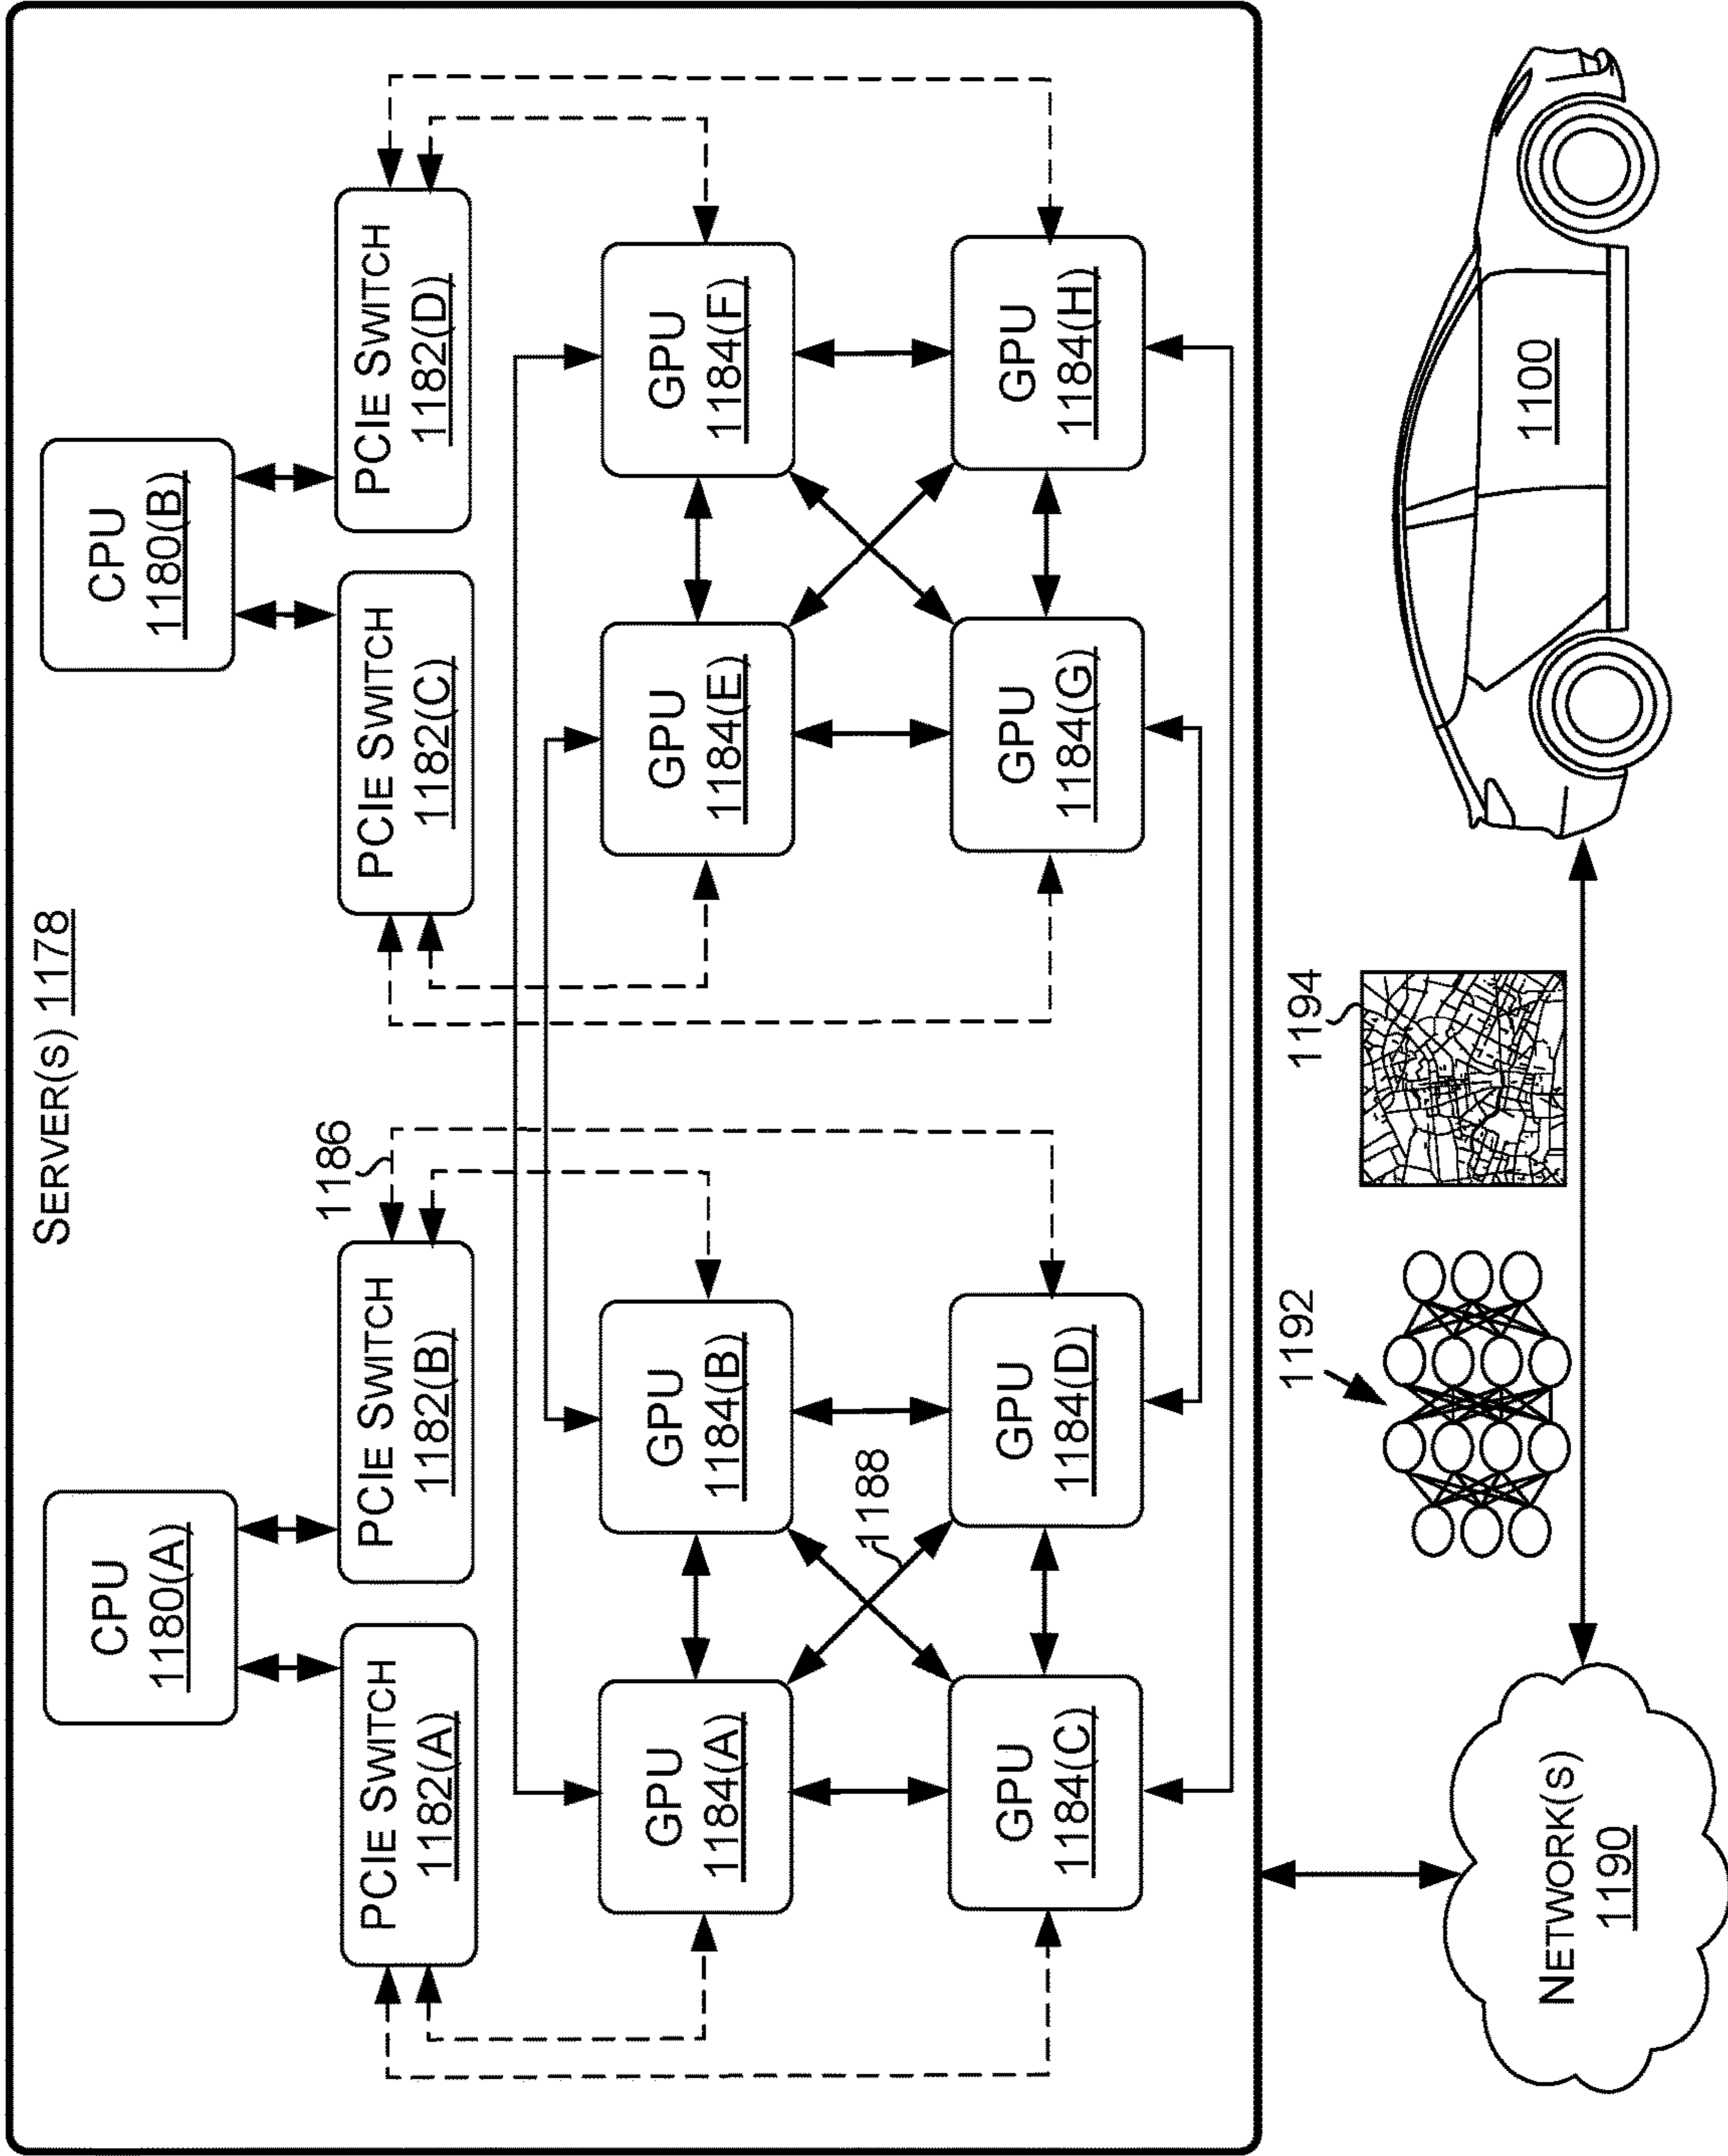 SERVER(S) 1178
CPU
1180(A)
CPU
1180(B)
PCIE SWITCH
1182(A)
PCIE SWITCH
1182(B)
1186
PCIE SWITCH
1182(C)
PCIE SWITCH
1182(D)
GPU
1184(A)
GPU
1184(B)
GPU
1184(E)
GPU
1184(F)
1188
GPU
1184(C)
GPU
1184(D)
GPU
1184(G)
GPU
1184(H)
NETWORK(S)
1190
1192
1194
1100